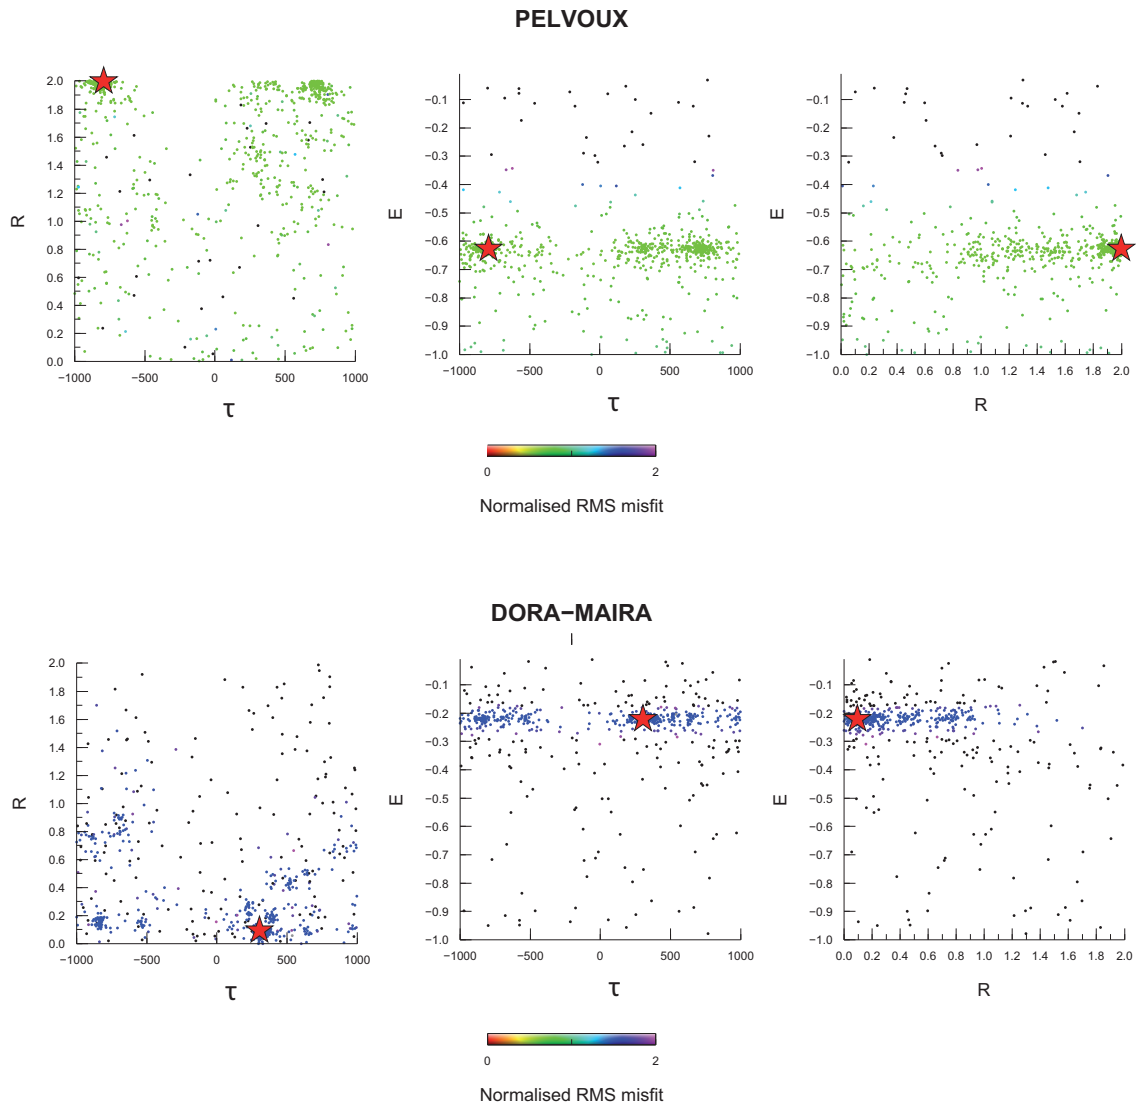 PELVOUX
2.0
1.8
1.6
1.4
1.2
1.0
0.8
0.6
0.4
0.2
0.0
R
−1000 −500 0 500 1000
τ
−0.1
−0.2
−0.3
−0.4
−0.5
−0.6
−0.7
−0.8
−0.9
−1.0
E
−1000 −500 0 500 1000
τ
−0.1
−0.2
−0.3
−0.4
−0.5
−0.6
−0.7
−0.8
−0.9
−1.0
E
0.0 0.2 0.4 0.6 0.8 1.0 1.2 1.4 1.6 1.8 2.0
R
0 2
Normalised RMS misfit
DORA−MAIRA
2.0
1.8
1.6
1.4
1.2
1.0
0.8
0.6
0.4
0.2
0.0
R
−1000 −500 0 500 1000
τ
−0.1
−0.2
−0.3
−0.4
−0.5
−0.6
−0.7
−0.8
−0.9
−1.0
E
−1000 −500 0 500 1000
τ
−0.1
−0.2
−0.3
−0.4
−0.5
−0.6
−0.7
−0.8
−0.9
−1.0
E
0.0 0.2 0.4 0.6 0.8 1.0 1.2 1.4 1.6 1.8 2.0
R
0 2
Normalised RMS misfit